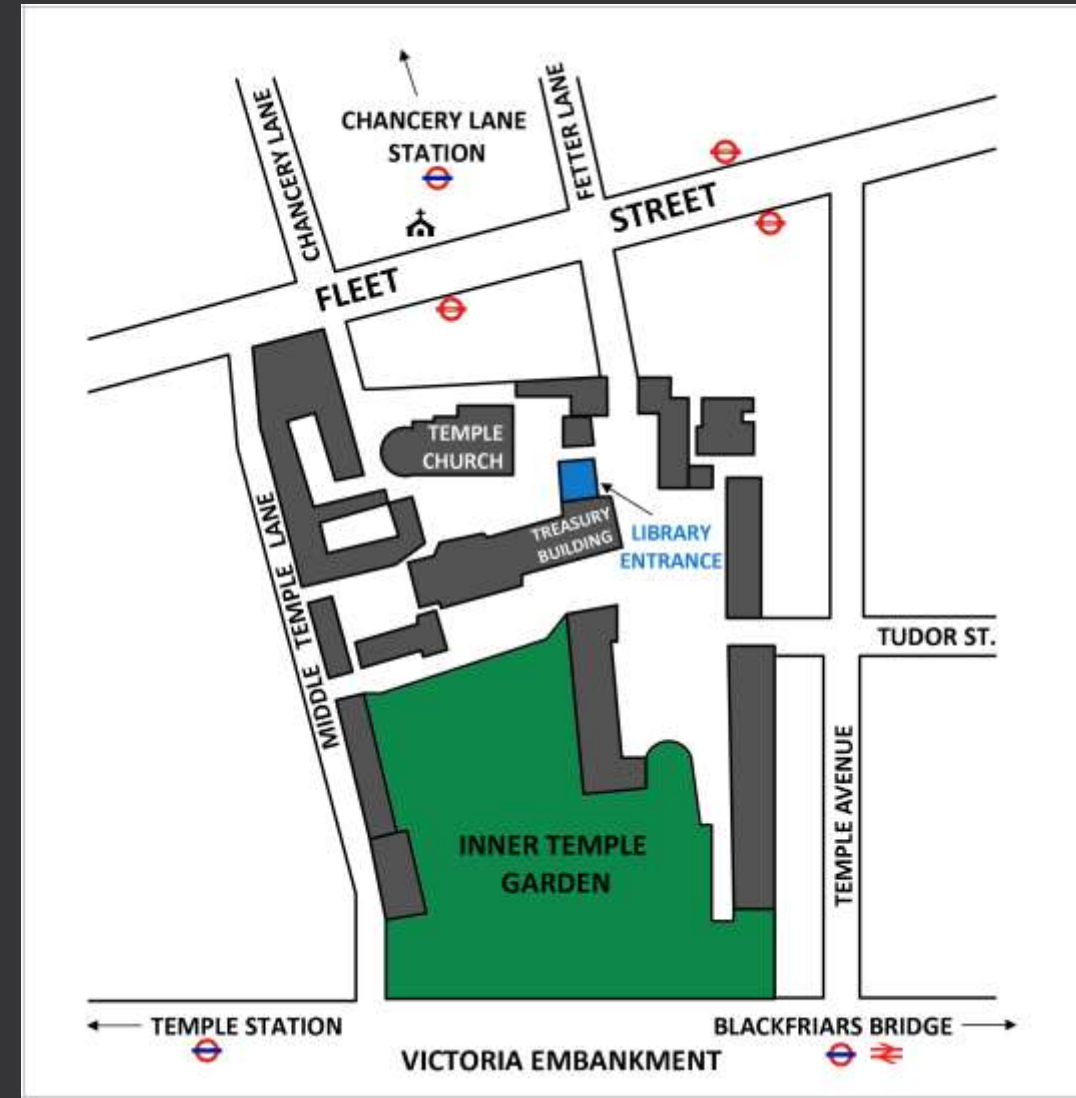 CHANCERY LANE
CHANCERY LANE
STATION
FETTER LANE
FLEET
STREET
TEMPLE
CHURCH
TREASURY
BUILDING
LIBRARY
ENTRANCE
MIDDLE TEMPLE LANE
TUDOR ST.
TEMPLE AVENUE
INNER TEMPLE
GARDEN
TEMPLE STATION
BLACKFRIARS BRIDGE
VICTORIA EMBANKMENT